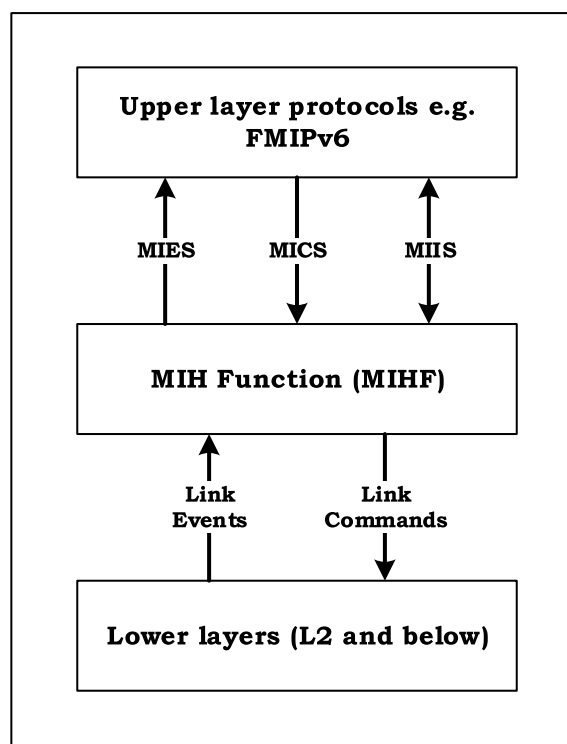 Upper layer protocols e.g.
FMIPv6
MIES
MICS
MIIS
MIH Function (MIHF)
Link
Events
Link
Commands
Lower layers (L2 and below)